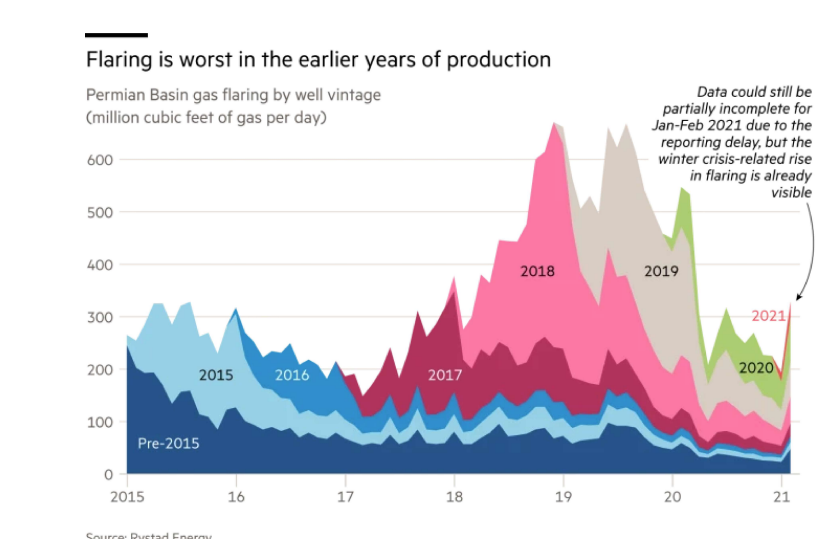 Flaring is worst in the earlier years of production
Permian Basin gas flaring by well vintage
(million cubic feet of gas per day)
Data could still be
partially incomplete for
Jan-Feb 2021 due to the
reporting delay, but the
winter crisis-related rise
in flaring is already
visible
600
500
400
300
200
100
0
2018
2019
2021
2020
2015
2016
2017
Pre-2015
2015
16
17
18
19
20
21
Source: Rystad Energy